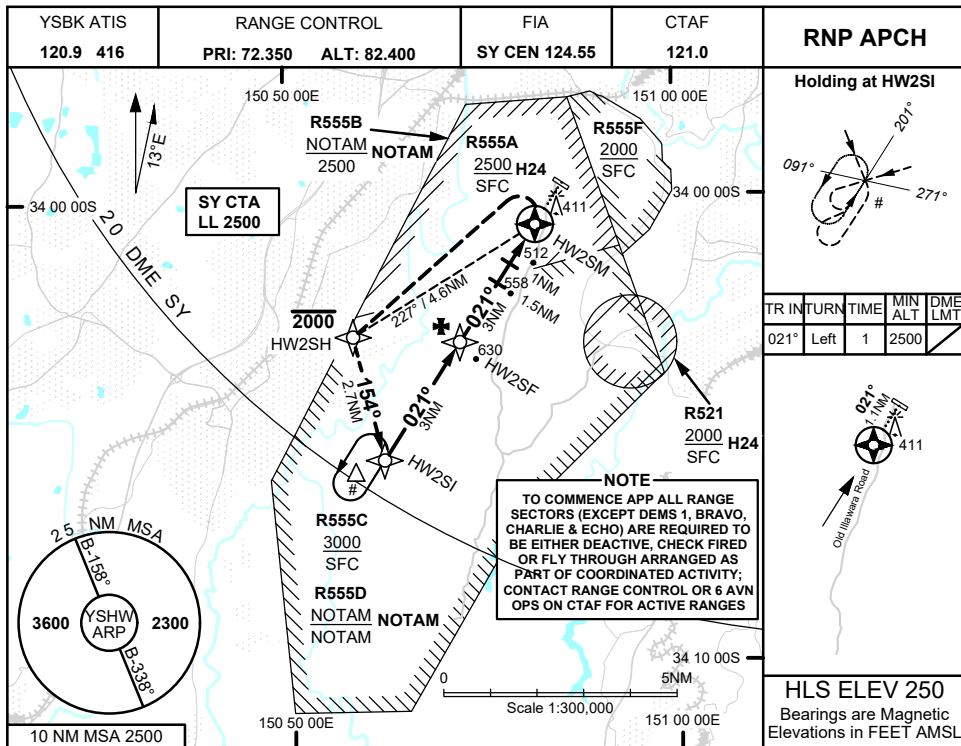 YSBK ATIS
120.9 416
RANGE CONTROL
PRI: 72.350 ALT: 82.400
FIA
SY CEN 124.55
CTAF
121.0
RNP APCH
150 50 00E
151 00 00E
13°E
R555B
NOTAM
2500
NOTAM
R555A
2500
SFC
H24
R555F
2000
SFC
SY CTA
LL 2500
34 00 00S
34 00 00S
20 DME SY
411
512
HW2SM
558
1NM
1.5NM
227° / 4.6NM
021°
3NM
2000
HW2SH
630
HW2SF
154°
2.7NM
021°
3NM
HW2SI
#
R521
2000
SFC
H24
R555C
3000
SFC
R555D
NOTAM
NOTAM
NOTAM
NOTE
TO COMMENCE APP ALL RANGE
SECTORS (EXCEPT DEMS 1, BRAVO,
CHARLIE & ECHO) ARE REQUIRED TO
BE EITHER DEACTIVE, CHECK FIRED
OR FLY THROUGH ARRANGED AS
PART OF COORDINATED ACTIVITY;
CONTACT RANGE CONTROL OR 6 AVN
OPS ON CTAF FOR ACTIVE RANGES
25 NM MSA
B-158°
3600
YSHW
ARP
2300
B-338°
10 NM MSA 2500
34 10 00S
0
5NM
Scale 1:300,000
150 50 00E
151 00 00E
Holding at HW2SI
201°
091°
271°
#
TR IN TURN TIME MIN ALT DME LMT
021° Left 1 2500
021°
1.1NM
411
Old Illawara Road
HLS ELEV 250
Bearings are Magnetic
Elevations in FEET AMSL